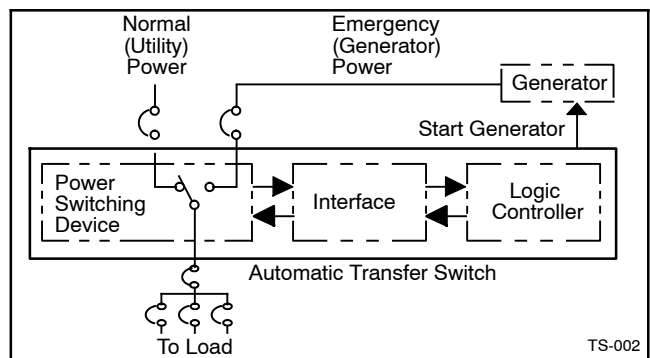 Normal
(Utility)
Power
Emergency
(Generator)
Power
Generator
Start Generator
Power
Switching
Device
Interface
Logic
Controller
Automatic Transfer Switch
To Load
TS-002